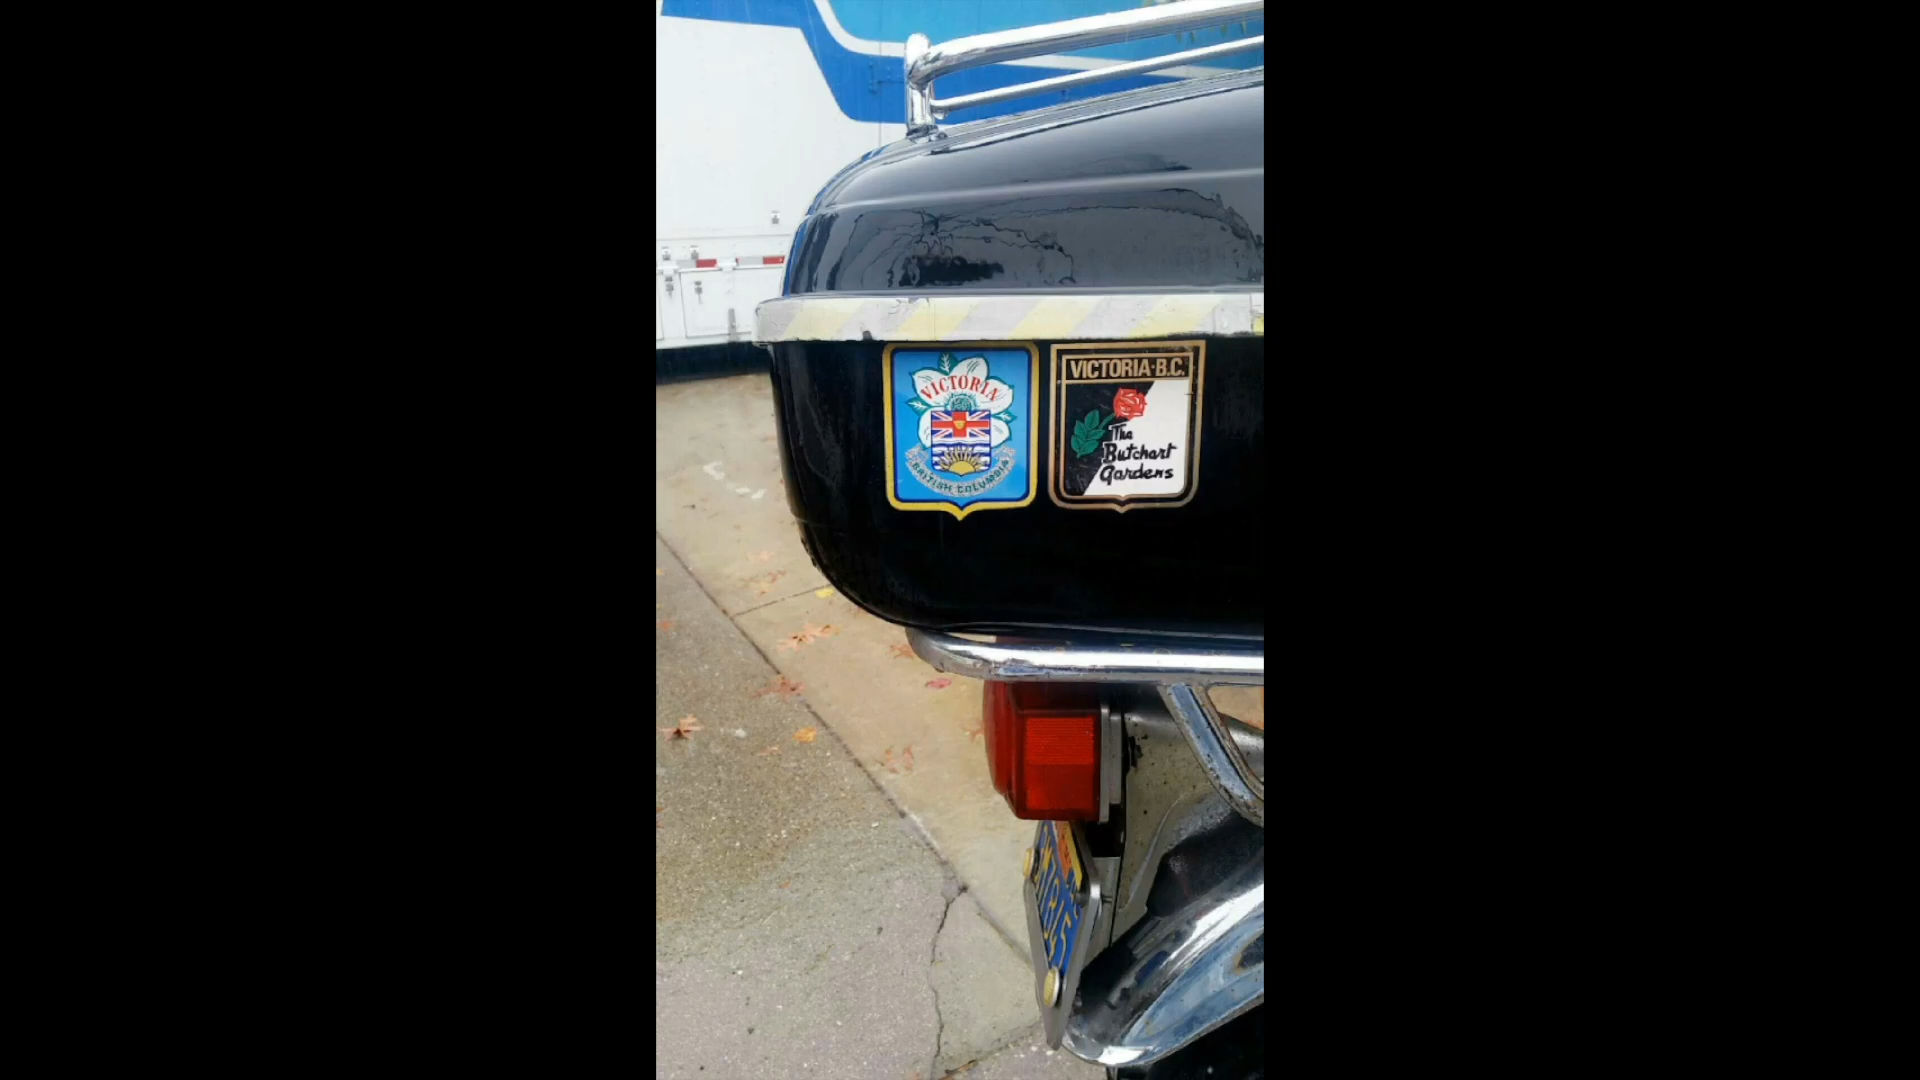 VICTORIA
BRITISH COLUMBIA
VICTORIA·B.C.
The
Butchart
Gardens